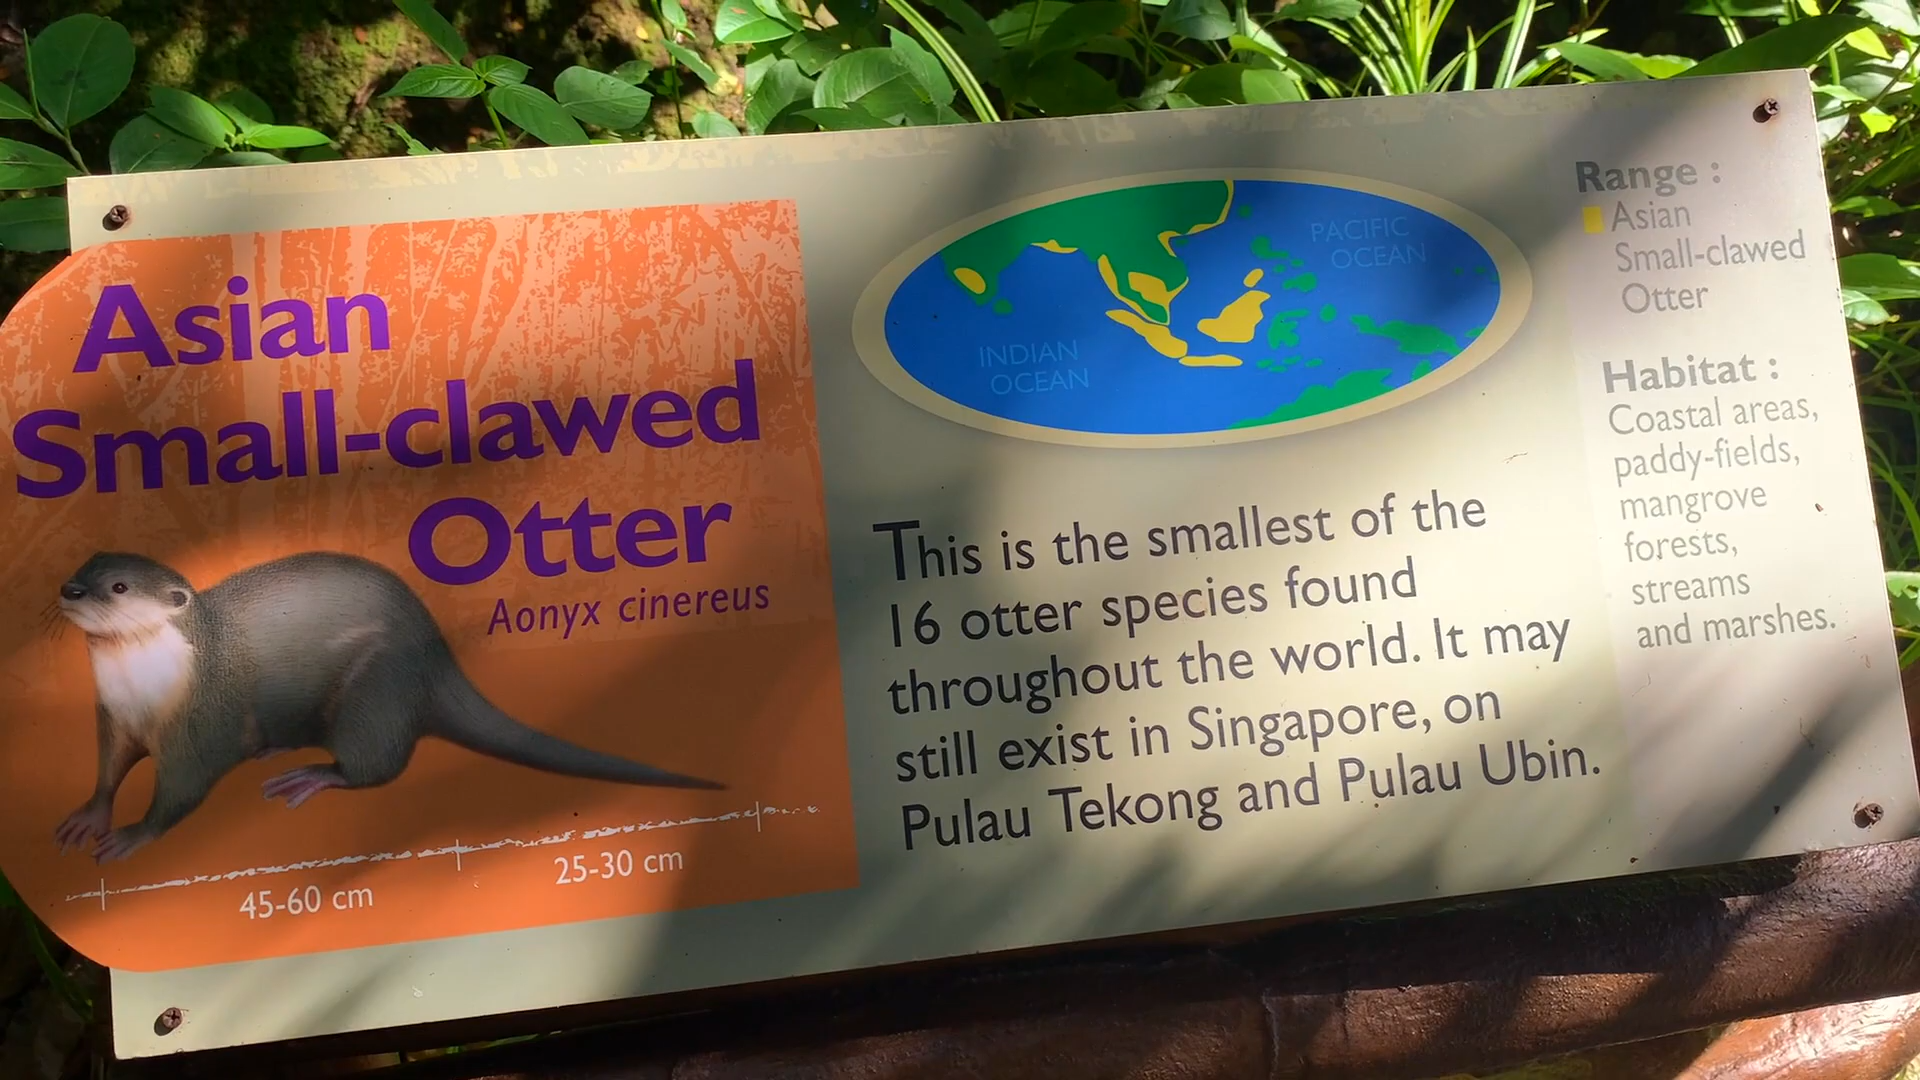 Asian
Small-clawed
Otter
Aonyx cinereus
45-60 cm
25-30 cm
PACIFIC
OCEAN
INDIAN
OCEAN
This is the smallest of the
16 otter species found
throughout the world. It may
still exist in Singapore, on
Pulau Tekong and Pulau Ubin.
Range :
Asian
Small-clawed
Otter
Habitat :
Coastal areas,
paddy-fields,
mangrove
forests,
streams
and marshes.